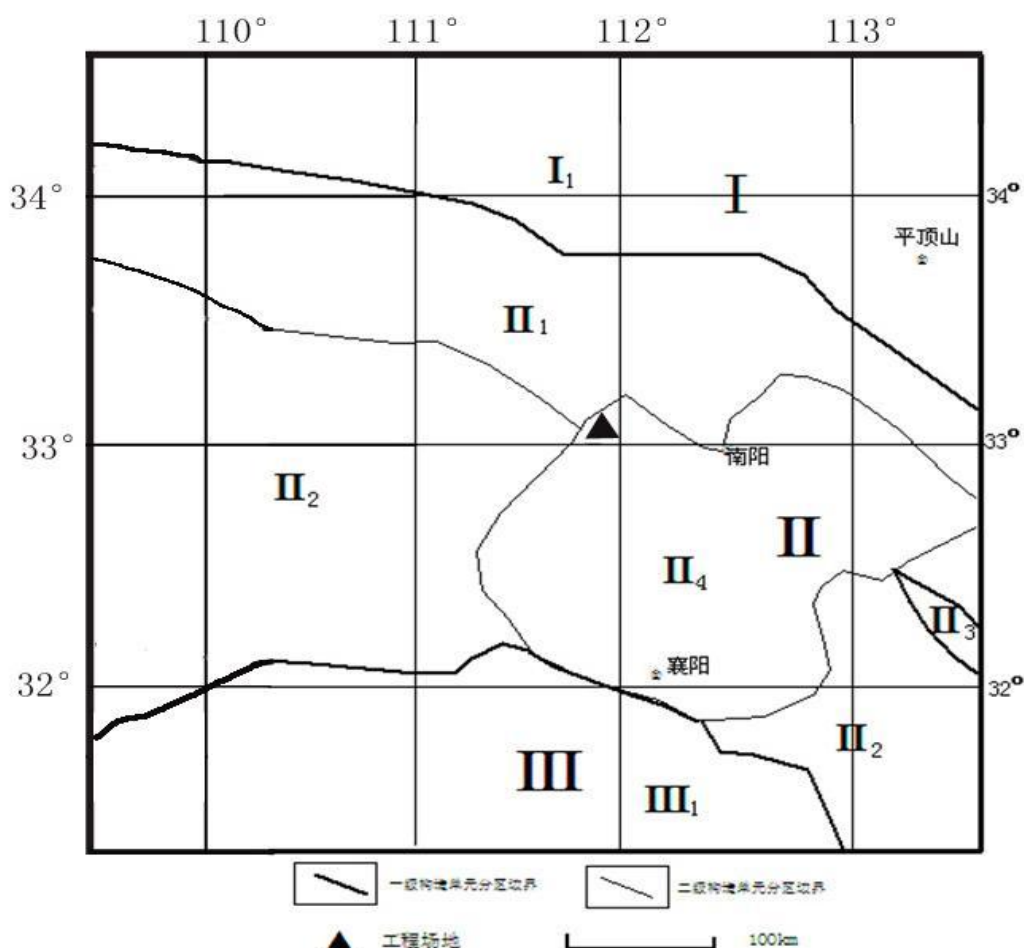 110° 111° 112° 113°
I₁
I
34° 34°
平顶山
II₁
33° 33°
南阳
II₂
II
II₄
II₃
襄阳
32° 32°
II₂
III
III₁
一级构造单元分区边界 二级构造单元分区边界
工程场地 100km